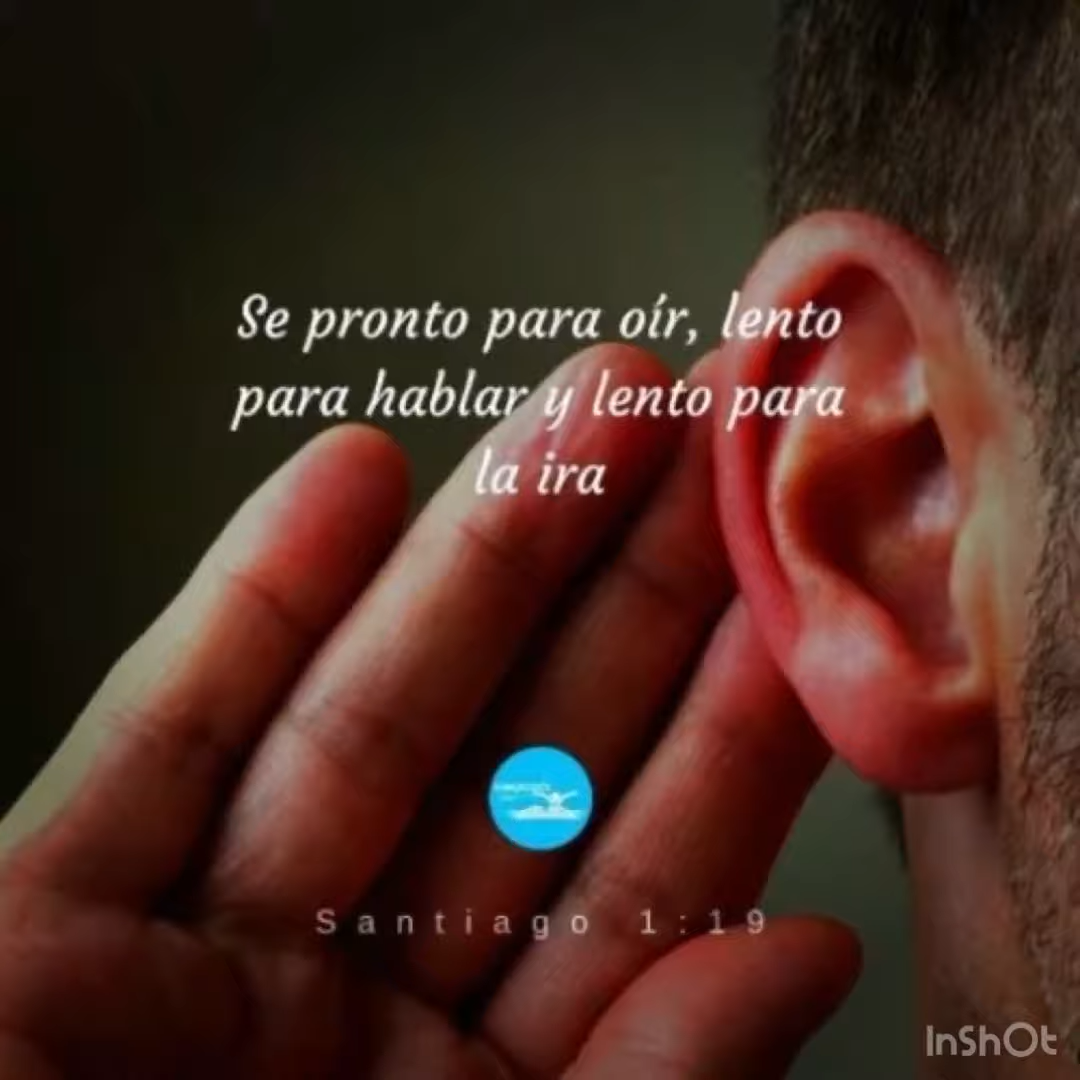 Se pronto para oír, lento
para hablar y lento para
la ira
Santiago 1:19
InShOt